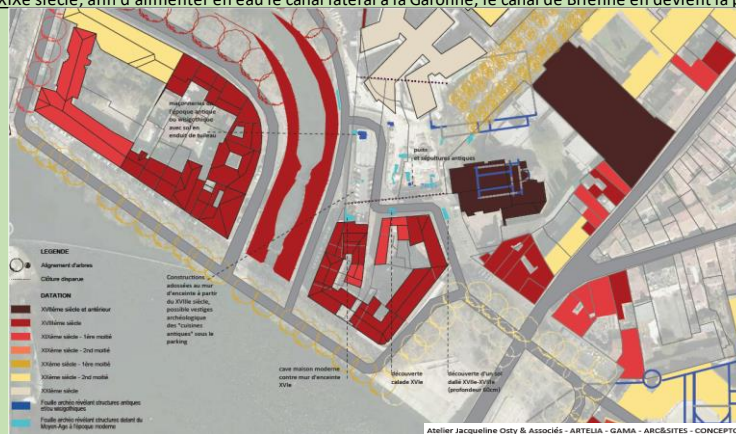 XIXe siècle, afin d'alimenter en eau le canal latéral à la Garonne, le canal de Brienne en devient la p
maçonneries de
l'époque antique
ou wisigothique
avec sol en
enduit de tuileau
puits
et sépultures antiques
LEGENDE
Alignement d'arbres
Clôture disparue
DATATION
XVIIème siècle et antérieur
XVIIIème siècle
XIXème siècle - 1ère moitié
XIXème siècle - 2nd moitié
XXème siècle - 1ère moitié
XXème siècle - 2nd moitié
XXIème siècle
Fouille archéo révélant structures antiques
et/ou wisigothiques
Fouille archéo révélant structures datant du
Moyen-Age à l'époque moderne
Constructions
adossées au mur
d'enceinte à partir
du XVIIIe siècle,
possible vestiges
archéologique
des "cuisines
antiques" sous le
parking
cave maison moderne
contre mur d'enceinte
XVIe
découverte
calade XVIe
découverte d'un sol
dallé XVIIe-XVIIIe
(profondeur 60cm)
Atelier Jacqueline Osty & Associés - ARTELIA - GAMA - ARC&SITES - CONCEPTO